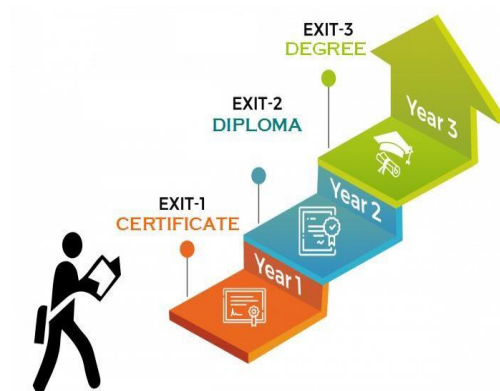 EXIT-3
DEGREE
Year 3
EXIT-2
DIPLOMA
Year 2
EXIT-1
CERTIFICATE
Year 1